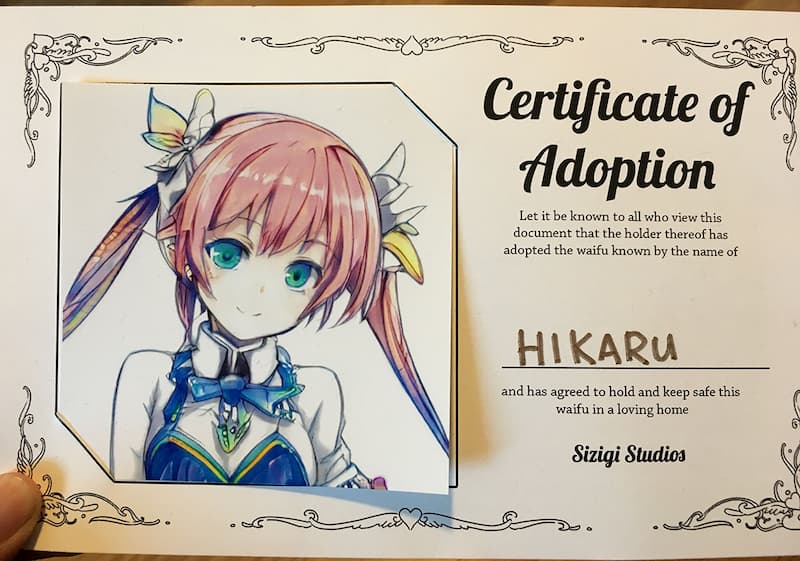 Certificate of
Adoption
Let it be known to all who view this
document that the holder thereof has
adopted the waifu known by the name of
HIKARU
and has agreed to hold and keep safe this
waifu in a loving home
Sizigi Studios